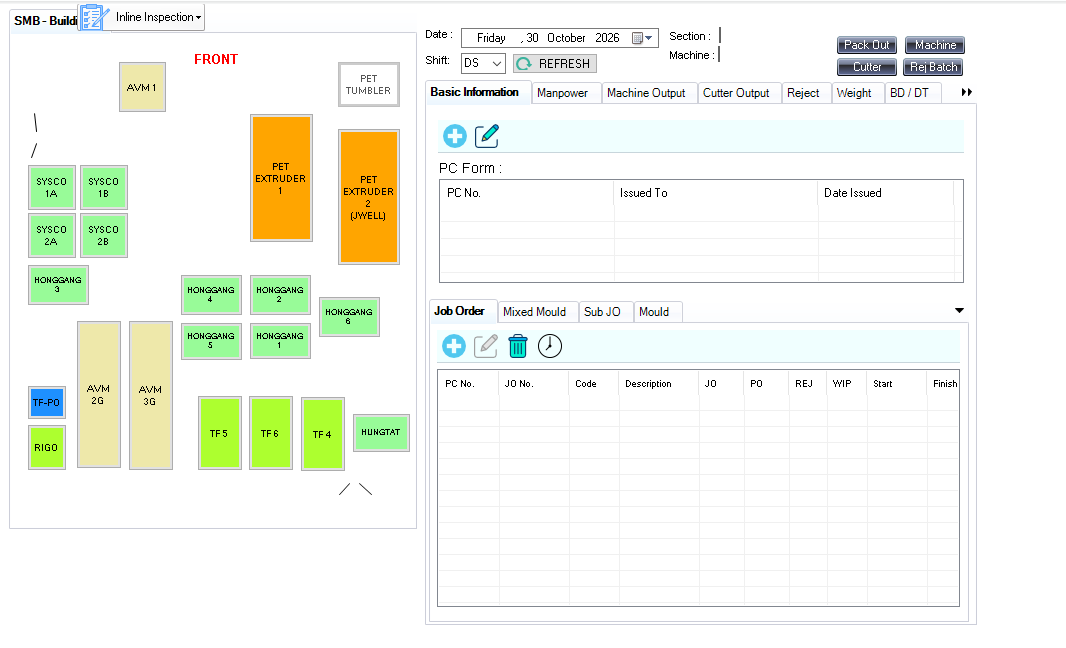 SMB - Buildi
Inline Inspection
FRONT
AVM 1
PET
TUMBLER
PET
EXTRUDER
1
PET
EXTRUDER
2
(JWELL)
SYSCO
1A
SYSCO
1B
SYSCO
2A
SYSCO
2B
HONGGANG
3
HONGGANG
4
HONGGANG
2
HONGGANG
6
HONGGANG
5
HONGGANG
1
AVM
2G
AVM
3G
TF-PO
RIGO
TF 5
TF 6
TF 4
HUNGTAT
Date :
Friday , 30 October 2026
Section :
Shift:
DS
REFRESH
Machine :
Pack Out
Machine
Cutter
Rej Batch
Basic Information
Manpower
Machine Output
Cutter Output
Reject
Weight
BD / DT
PC Form :
PC No.
Issued To
Date Issued
Job Order
Mixed Mould
Sub JO
Mould
PC No.
JO No.
Code
Description
JO
PO
REJ
WIP
Start
Finish